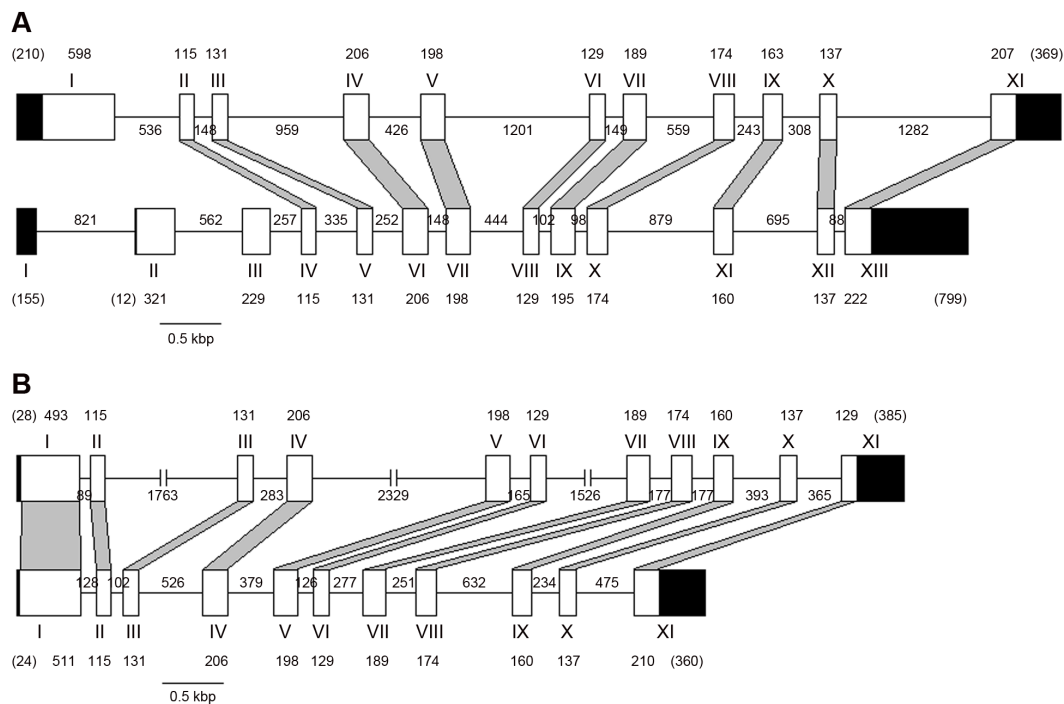 A
(210) 598 115 131 206 198 129 189 174 163 137 207 (369)
I II III IV V VI VII VIII IX X XI
536 148 959 426 1201 149 559 243 308 1282
821 562 257 335 252 148 444 102 98 879 695 88
I II III IV V VI VII VIII IX X XI XII XIII
(155) (12) 321 229 115 131 206 198 129 195 174 160 137 222 (799)
0.5 kbp
B
(28) 493 115 131 206 198 129 189 174 160 137 129 (385)
I II III IV V VI VII VIII IX X XI
89 1763 283 2329 165 1526 177 177 393 365
128 102 526 379 126 277 251 632 234 475
I II III IV V VI VII VIII IX X XI
(24) 511 115 131 206 198 129 189 174 160 137 210 (360)
0.5 kbp